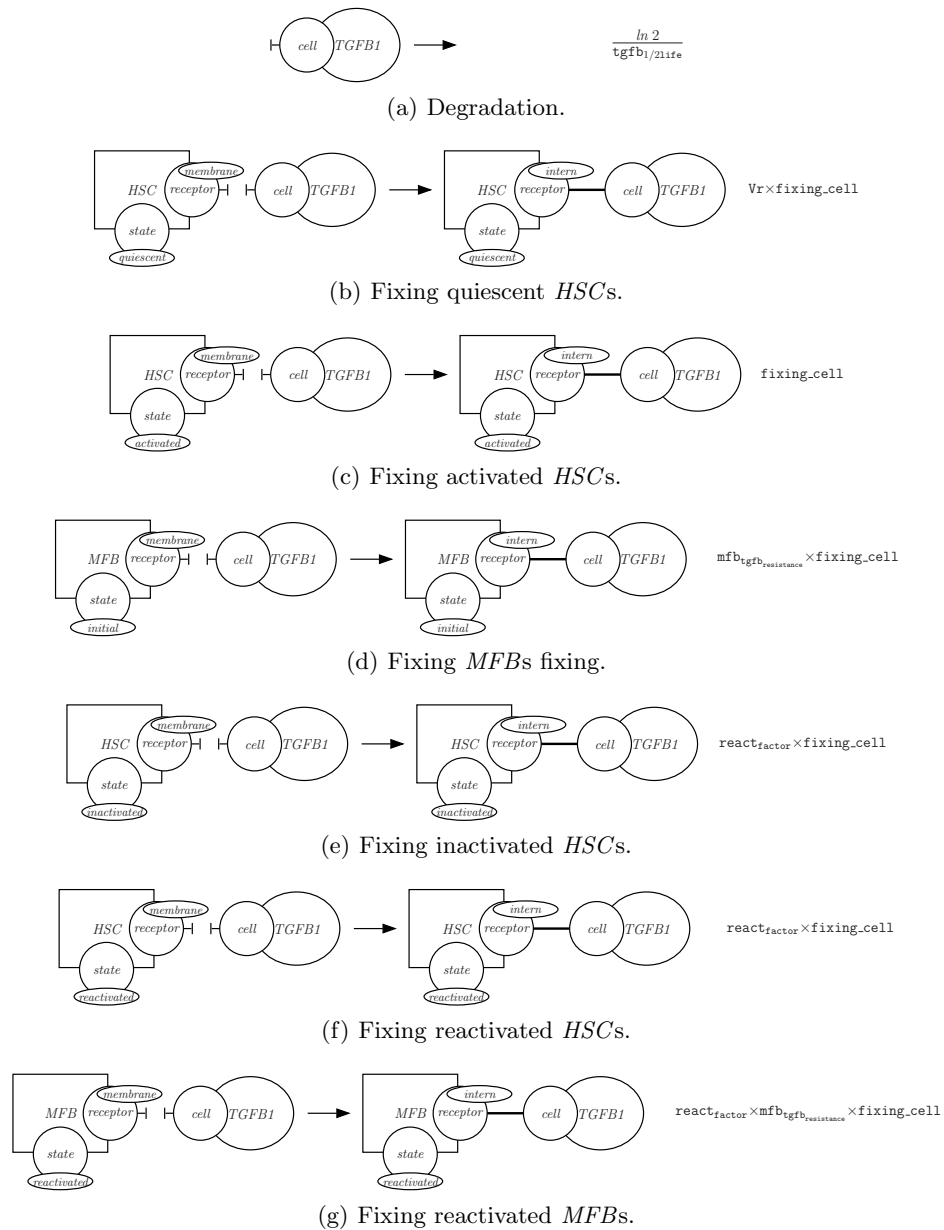 cell TGFB1 ln 2
tgfb1/2life
(a) Degradation.
membrane intern
HSC receptor cell TGFB1 HSC receptor cell TGFB1 Vr×fixing_cell
state state
quiescent quiescent
(b) Fixing quiescent HSCs.
membrane intern
HSC receptor cell TGFB1 HSC receptor cell TGFB1 fixing_cell
state state
activated activated
(c) Fixing activated HSCs.
membrane intern
MFB receptor cell TGFB1 MFB receptor cell TGFB1 mfbtgfbresistance×fixing_cell
state state
initial initial
(d) Fixing MFBs fixing.
membrane intern
HSC receptor cell TGFB1 HSC receptor cell TGFB1 reactfactor×fixing_cell
state state
inactivated inactivated
(e) Fixing inactivated HSCs.
membrane intern
HSC receptor cell TGFB1 HSC receptor cell TGFB1 reactfactor×fixing_cell
state state
reactivated reactivated
(f) Fixing reactivated HSCs.
membrane intern
MFB receptor cell TGFB1 MFB receptor cell TGFB1 reactfactor×mfbtgfbresistance×fixing_cell
state state
reactivated reactivated
(g) Fixing reactivated MFBs.